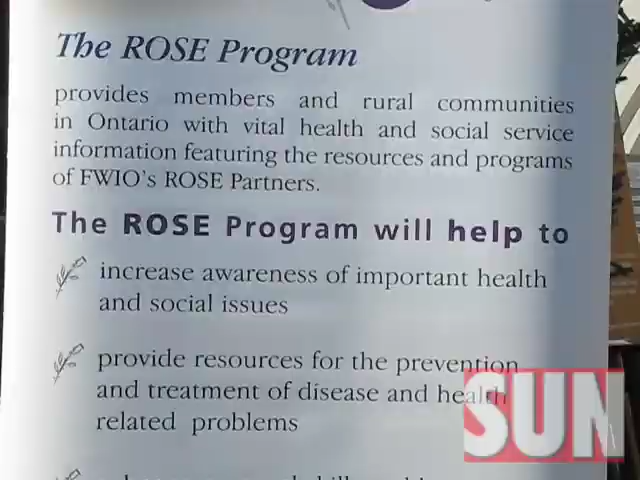 The ROSE Program
provides members and rural communities
in Ontario with vital health and social service
information featuring the resources and programs
of FWIO's ROSE Partners.
The ROSE Program will help to
increase awareness of important health
and social issues
provide resources for the prevention
and treatment of disease and health
related problems
SUN